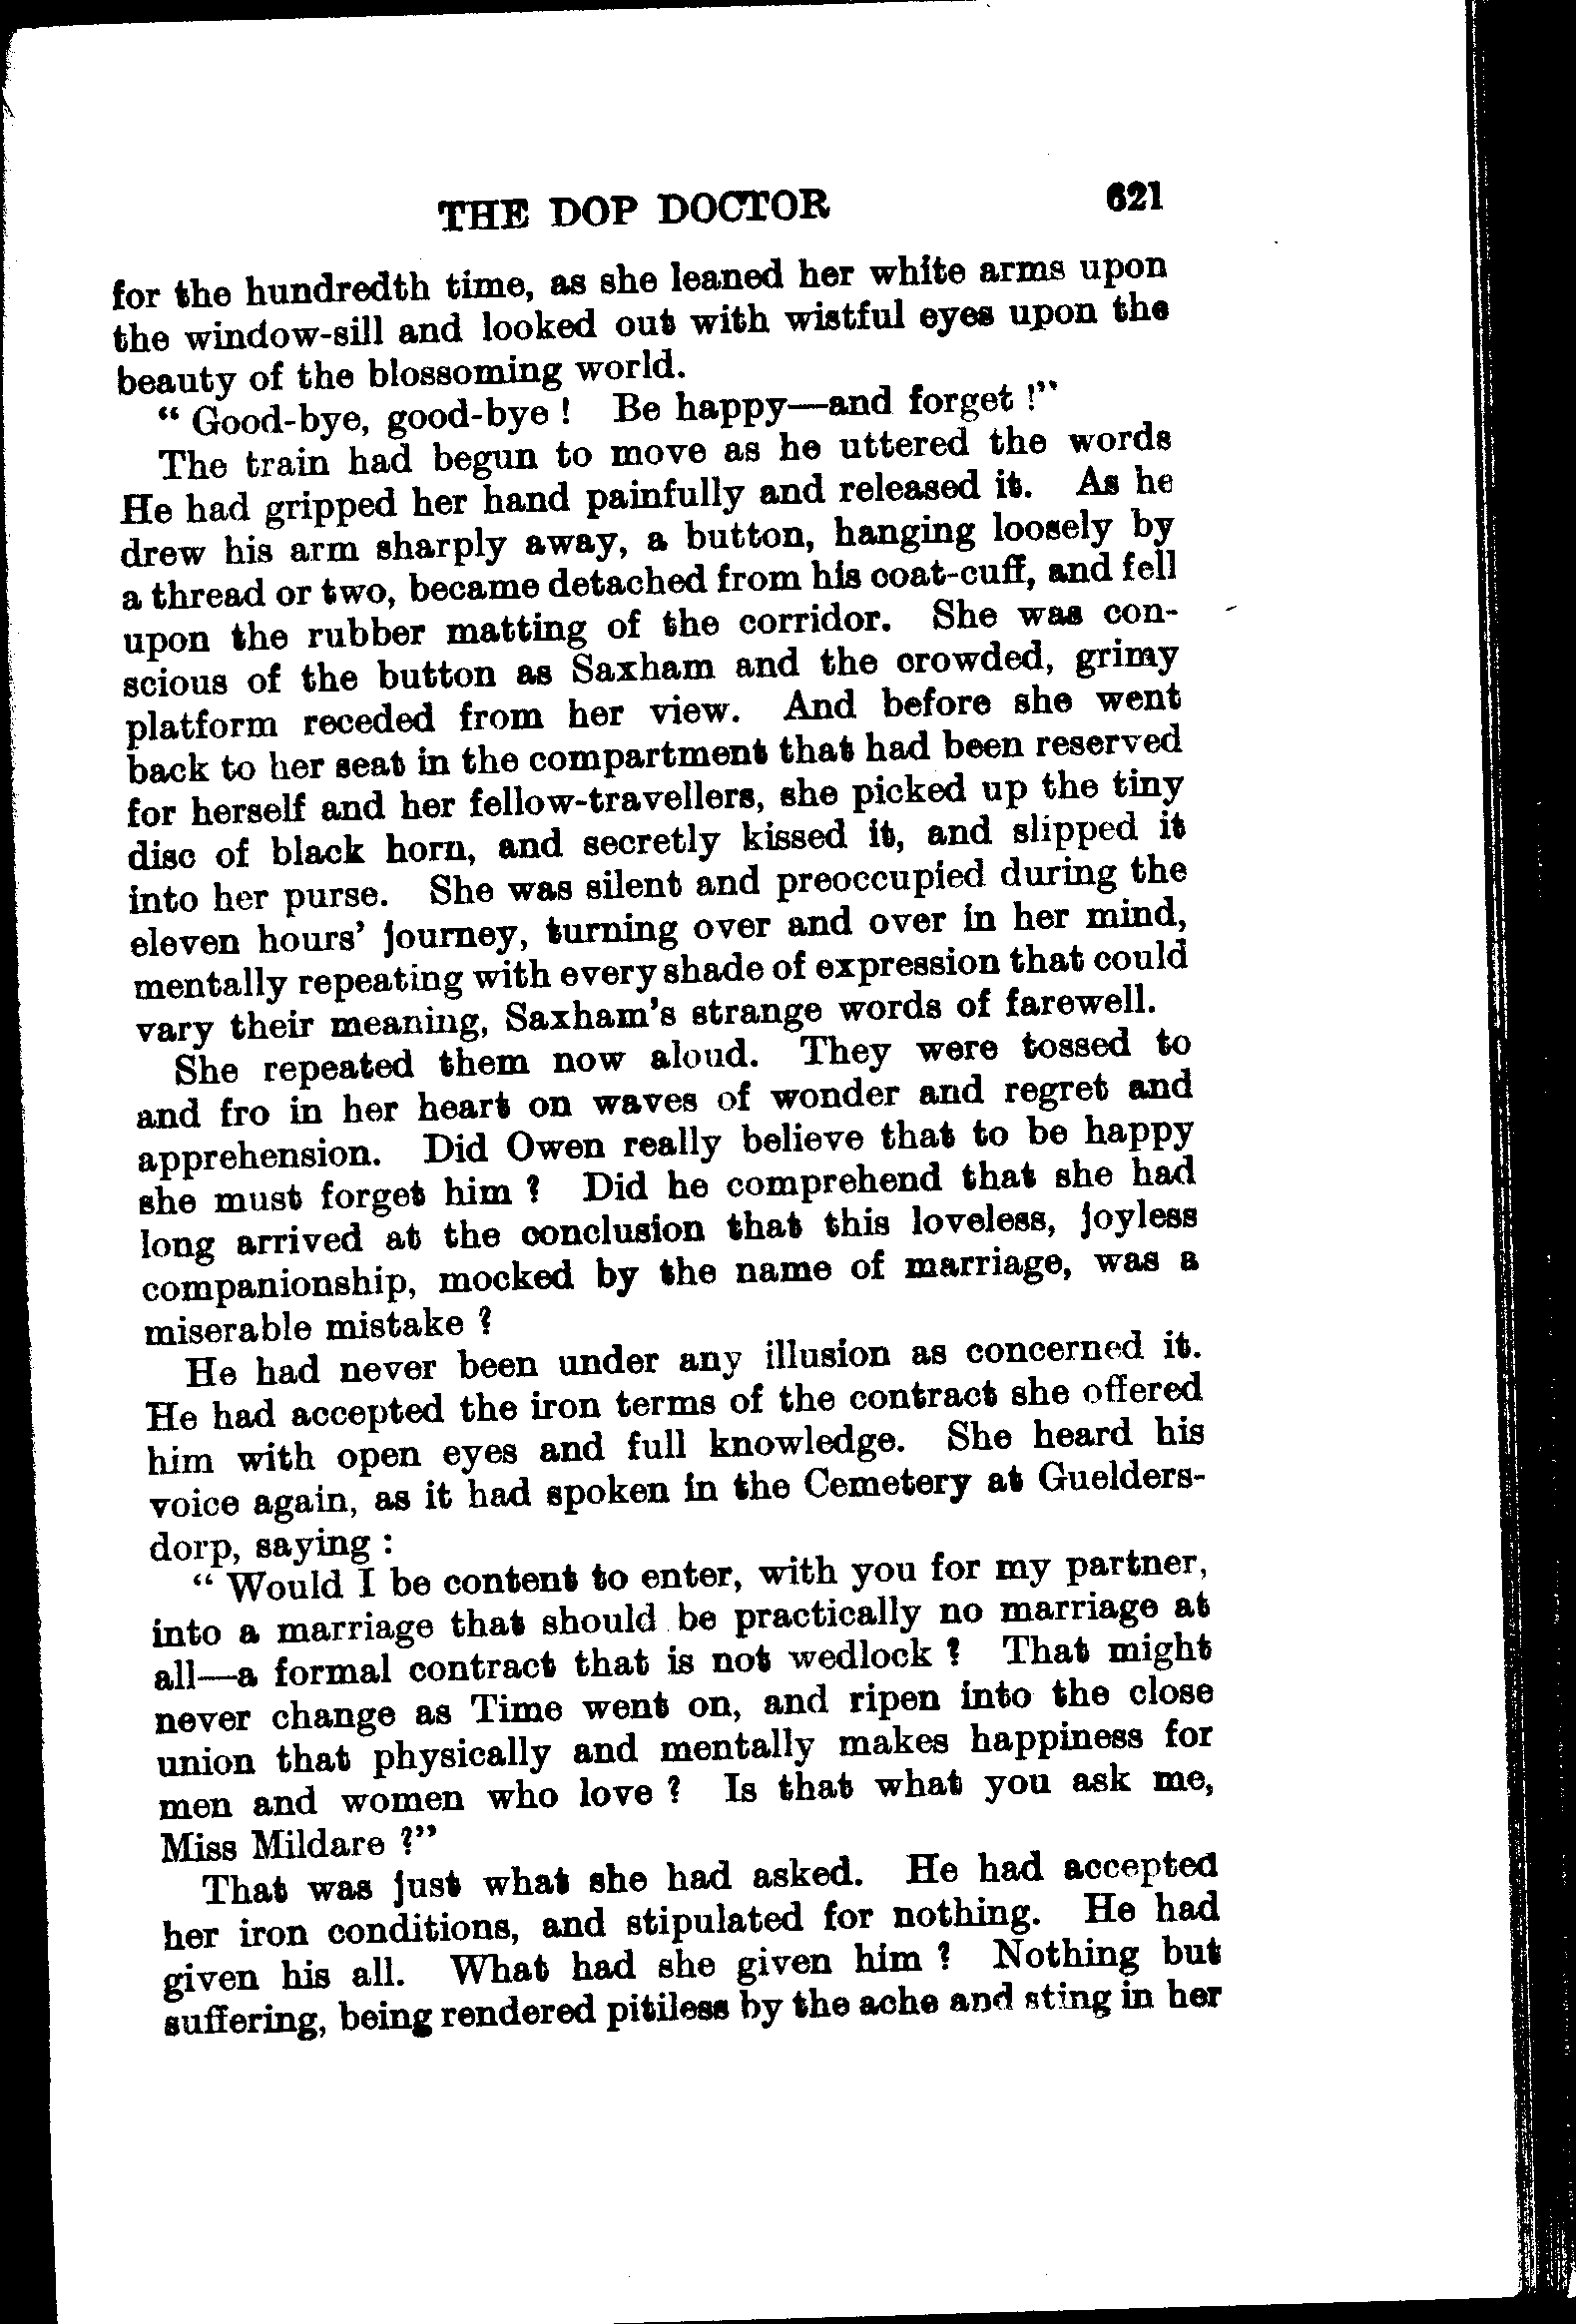 THE DOP DOCTOR 621
for the hundredth time, as she leaned her white arms upon
the window-sill and looked out with wistful eyes upon the
beauty of the blossoming world.
“ Good-bye, good-bye ! Be happy—and forget !”
The train had begun to move as he uttered the words
He had gripped her hand painfully and released it. As he
drew his arm sharply away, a button, hanging loosely by
a thread or two, became detached from his coat-cuff, and fell
upon the rubber matting of the corridor. She was con-
scious of the button as Saxham and the crowded, grimy
platform receded from her view. And before she went
back to her seat in the compartment that had been reserved
for herself and her fellow-travellers, she picked up the tiny
disc of black horn, and secretly kissed it, and slipped it
into her purse. She was silent and preoccupied during the
eleven hours’ journey, turning over and over in her mind,
mentally repeating with every shade of expression that could
vary their meaning, Saxham’s strange words of farewell.
She repeated them now aloud. They were tossed to
and fro in her heart on waves of wonder and regret and
apprehension. Did Owen really believe that to be happy
she must forget him ? Did he comprehend that she had
long arrived at the conclusion that this loveless, joyless
companionship, mocked by the name of marriage, was a
miserable mistake ?
He had never been under any illusion as concerned it.
He had accepted the iron terms of the contract she offered
him with open eyes and full knowledge. She heard his
voice again, as it had spoken in the Cemetery at Guelders-
dorp, saying :
“ Would I be content to enter, with you for my partner,
into a marriage that should be practically no marriage at
all—a formal contract that is not wedlock ? That might
never change as Time went on, and ripen into the close
union that physically and mentally makes happiness for
men and women who love ? Is that what you ask me,
Miss Mildare ?”
That was just what she had asked. He had accepted
her iron conditions, and stipulated for nothing. He had
given his all. What had she given him ? Nothing but
suffering, being rendered pitiless by the ache and sting in her